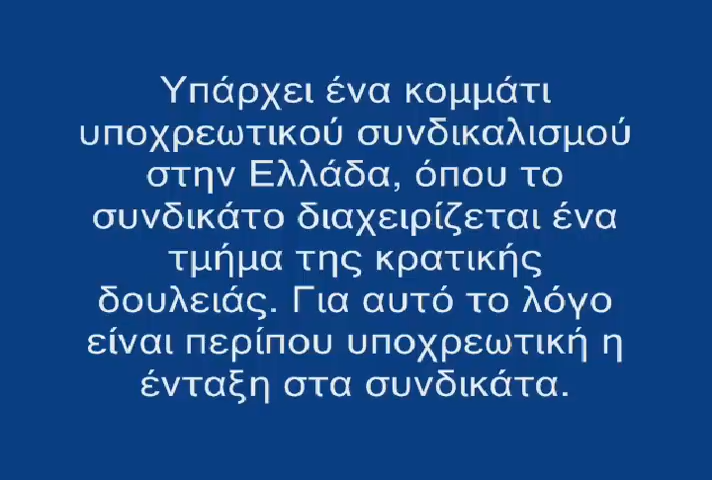 Υπάρχει ένα κομμάτι
υποχρεωτικού συνδικαλισμού
στην Ελλάδα, όπου το
συνδικάτο διαχειρίζεται ένα
τμήμα της κρατικής
δουλειάς. Για αυτό το λόγο
είναι περίπου υποχρεωτική η
ένταξη στα συνδικάτα.